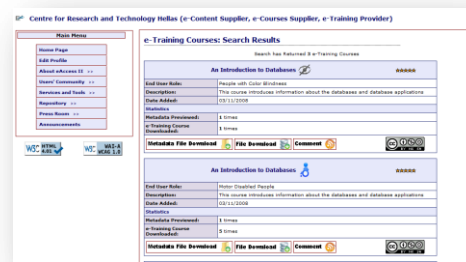 Centre for Research and Technology Hellas (e-Content Supplier, e-Courses Supplier, e-Training Provider)
Main Menu
Home Page
Edit Profile
About eAccess II >>
Users' Community >>
Services and Tools >>
Repository >>
Press Room >>
Announcements
W3C HTML 4.01
W3C WAI-A WCAG 1.0
e-Training Courses: Search Results
Search has Returned 8 e-Training Courses
An Introduction to Databases
End User Role: People with Color Blindness
Description: This course introduces information about the databases and database applications
Date Added: 03/11/2008
Statistics
Metadata Previewed: 1 times
e-Training Course Downloaded: 1 times
Metadata File Download File Download Comment
An Introduction to Databases
End User Role: Motor Disabled People
Description: This course introduces information about the databases and database applications
Date Added: 03/11/2008
Statistics
Metadata Previewed: 1 times
e-Training Course Downloaded: 5 times
Metadata File Download File Download Comment